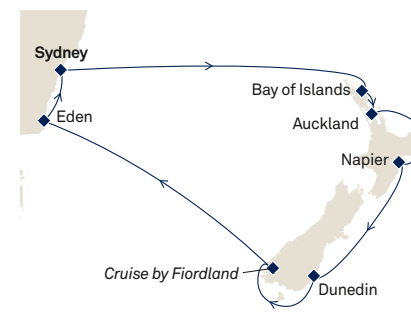 Sydney
Bay of Islands
Eden
Auckland
Napier
Cruise by Fiordland
Dunedin